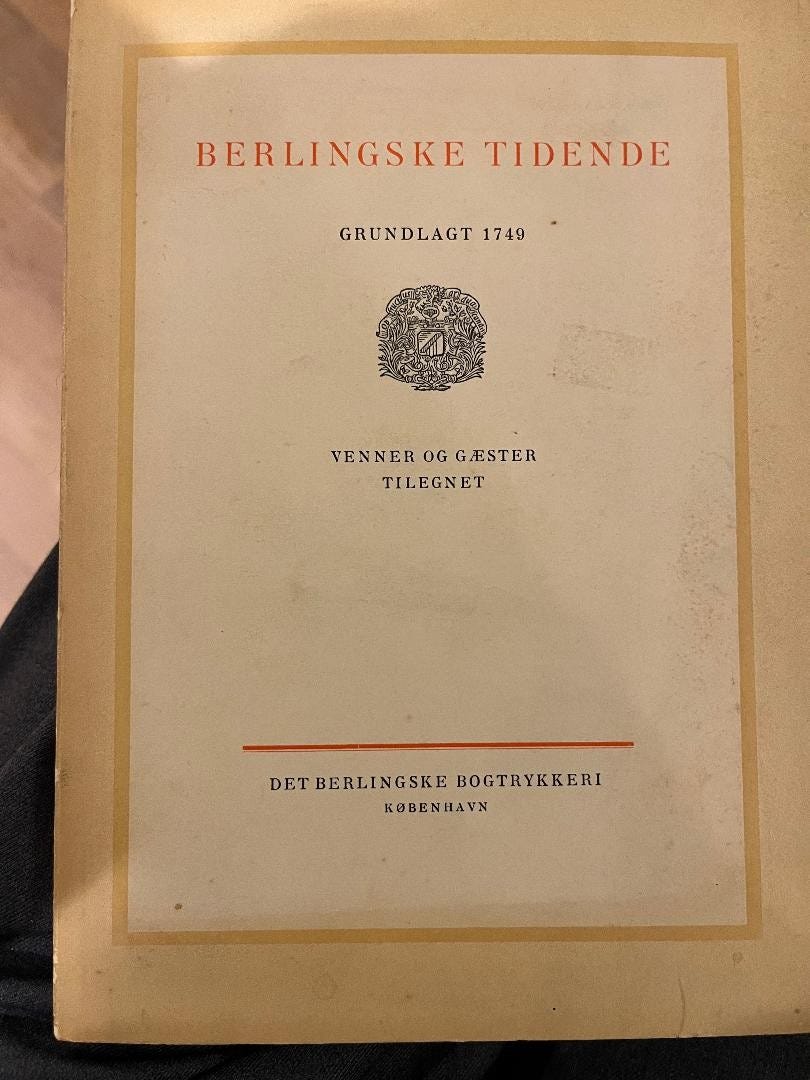 BERLINGSKE TIDENDE
GRUNDLAGT 1749
VENNER OG GÆSTER
TILEGNET
DET BERLINGSKE BOGTRYKKERI
KØBENHAVN